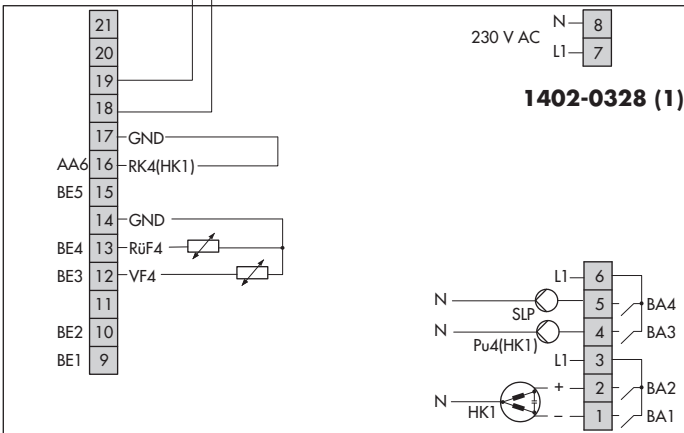 21
20
19
18
17 GND
AA6 16 RK4(HK1)
BE5 15
14 GND
BE4 13 RüF4
BE3 12 VF4
11
BE2 10
BE1 9
230 V AC
N 8
L1 7
1402-0328 (1)
L1 6
N SLP 5 BA4
N Pu4(HK1) 4 BA3
L1 3
+ 2 BA2
N HK1 – 1 BA1